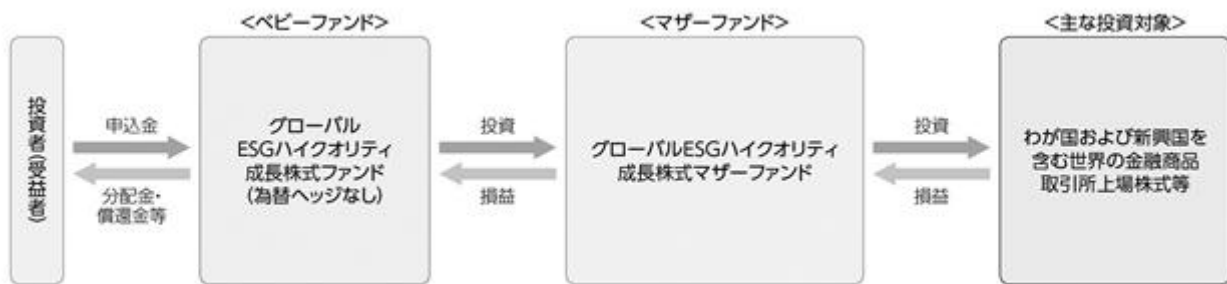 <ベビーファンド>
<マザーファンド>
<主な投資対象>
投資者(受益者)
申込金
分配金・
償還金等
グローバル
ESGハイクオリティ
成長株式ファンド
(為替ヘッジなし)
投資
損益
グローバルESGハイクオリティ
成長株式マザーファンド
投資
損益
わが国および新興国を
含む世界の金融商品
取引所上場株式等